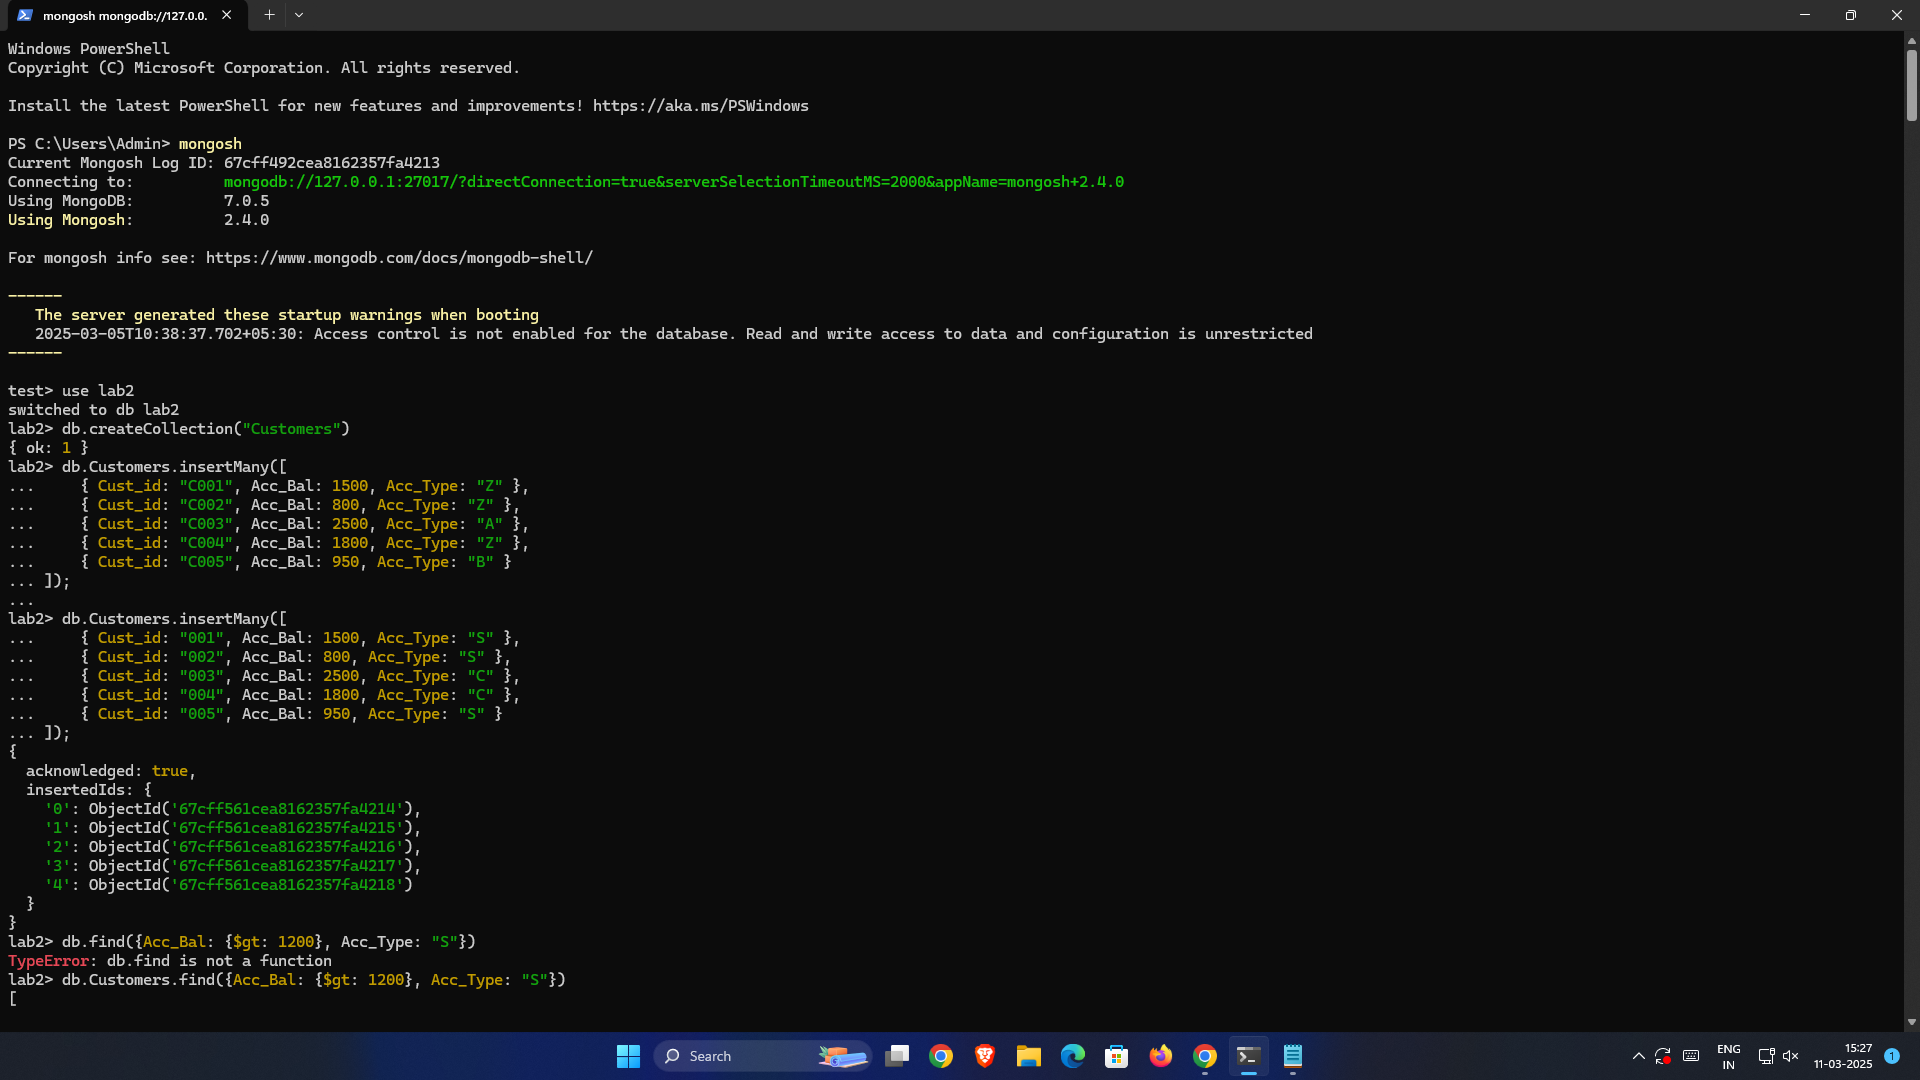 mongosh mongodb://127.0.0.
Windows PowerShell
Copyright (C) Microsoft Corporation. All rights reserved.
Install the latest PowerShell for new features and improvements! https://aka.ms/PSWindows
PS C:\Users\Admin> mongosh
Current Mongosh Log ID: 67cff492cea8162357fa4213
Connecting to:          mongodb://127.0.0.1:27017/?directConnection=true&serverSelectionTimeoutMS=2000&appName=mongosh+2.4.0
Using MongoDB:          7.0.5
Using Mongosh:          2.4.0
For mongosh info see: https://www.mongodb.com/docs/mongodb-shell/
------
   The server generated these startup warnings when booting
   2025-03-05T10:38:37.702+05:30: Access control is not enabled for the database. Read and write access to data and configuration is unrestricted
------
test> use lab2
switched to db lab2
lab2> db.createCollection("Customers")
{ ok: 1 }
lab2> db.Customers.insertMany([
...     { Cust_id: "C001", Acc_Bal: 1500, Acc_Type: "Z" },
...     { Cust_id: "C002", Acc_Bal: 800, Acc_Type: "Z" },
...     { Cust_id: "C003", Acc_Bal: 2500, Acc_Type: "A" },
...     { Cust_id: "C004", Acc_Bal: 1800, Acc_Type: "Z" },
...     { Cust_id: "C005", Acc_Bal: 950, Acc_Type: "B" }
... ]);
...
lab2> db.Customers.insertMany([
...     { Cust_id: "001", Acc_Bal: 1500, Acc_Type: "S" },
...     { Cust_id: "002", Acc_Bal: 800, Acc_Type: "S" },
...     { Cust_id: "003", Acc_Bal: 2500, Acc_Type: "C" },
...     { Cust_id: "004", Acc_Bal: 1800, Acc_Type: "C" },
...     { Cust_id: "005", Acc_Bal: 950, Acc_Type: "S" }
... ]);
{
  acknowledged: true,
  insertedIds: {
    '0': ObjectId('67cff561cea8162357fa4214'),
    '1': ObjectId('67cff561cea8162357fa4215'),
    '2': ObjectId('67cff561cea8162357fa4216'),
    '3': ObjectId('67cff561cea8162357fa4217'),
    '4': ObjectId('67cff561cea8162357fa4218')
  }
}
lab2> db.find({Acc_Bal: {$gt: 1200}, Acc_Type: "S"})
TypeError: db.find is not a function
lab2> db.Customers.find({Acc_Bal: {$gt: 1200}, Acc_Type: "S"})
[
Search
ENG
IN
15:27
11-03-2025
1